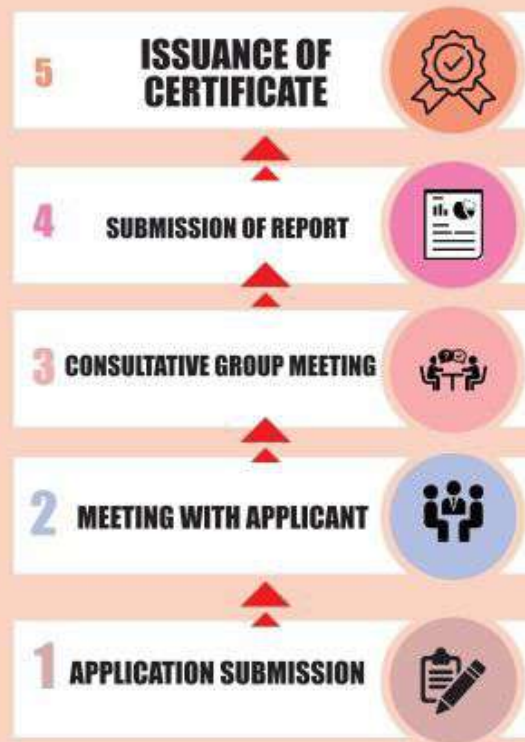 5 ISSUANCE OF
CERTIFICATE
4 SUBMISSION OF REPORT
3 CONSULTATIVE GROUP MEETING
2 MEETING WITH APPLICANT
1 APPLICATION SUBMISSION